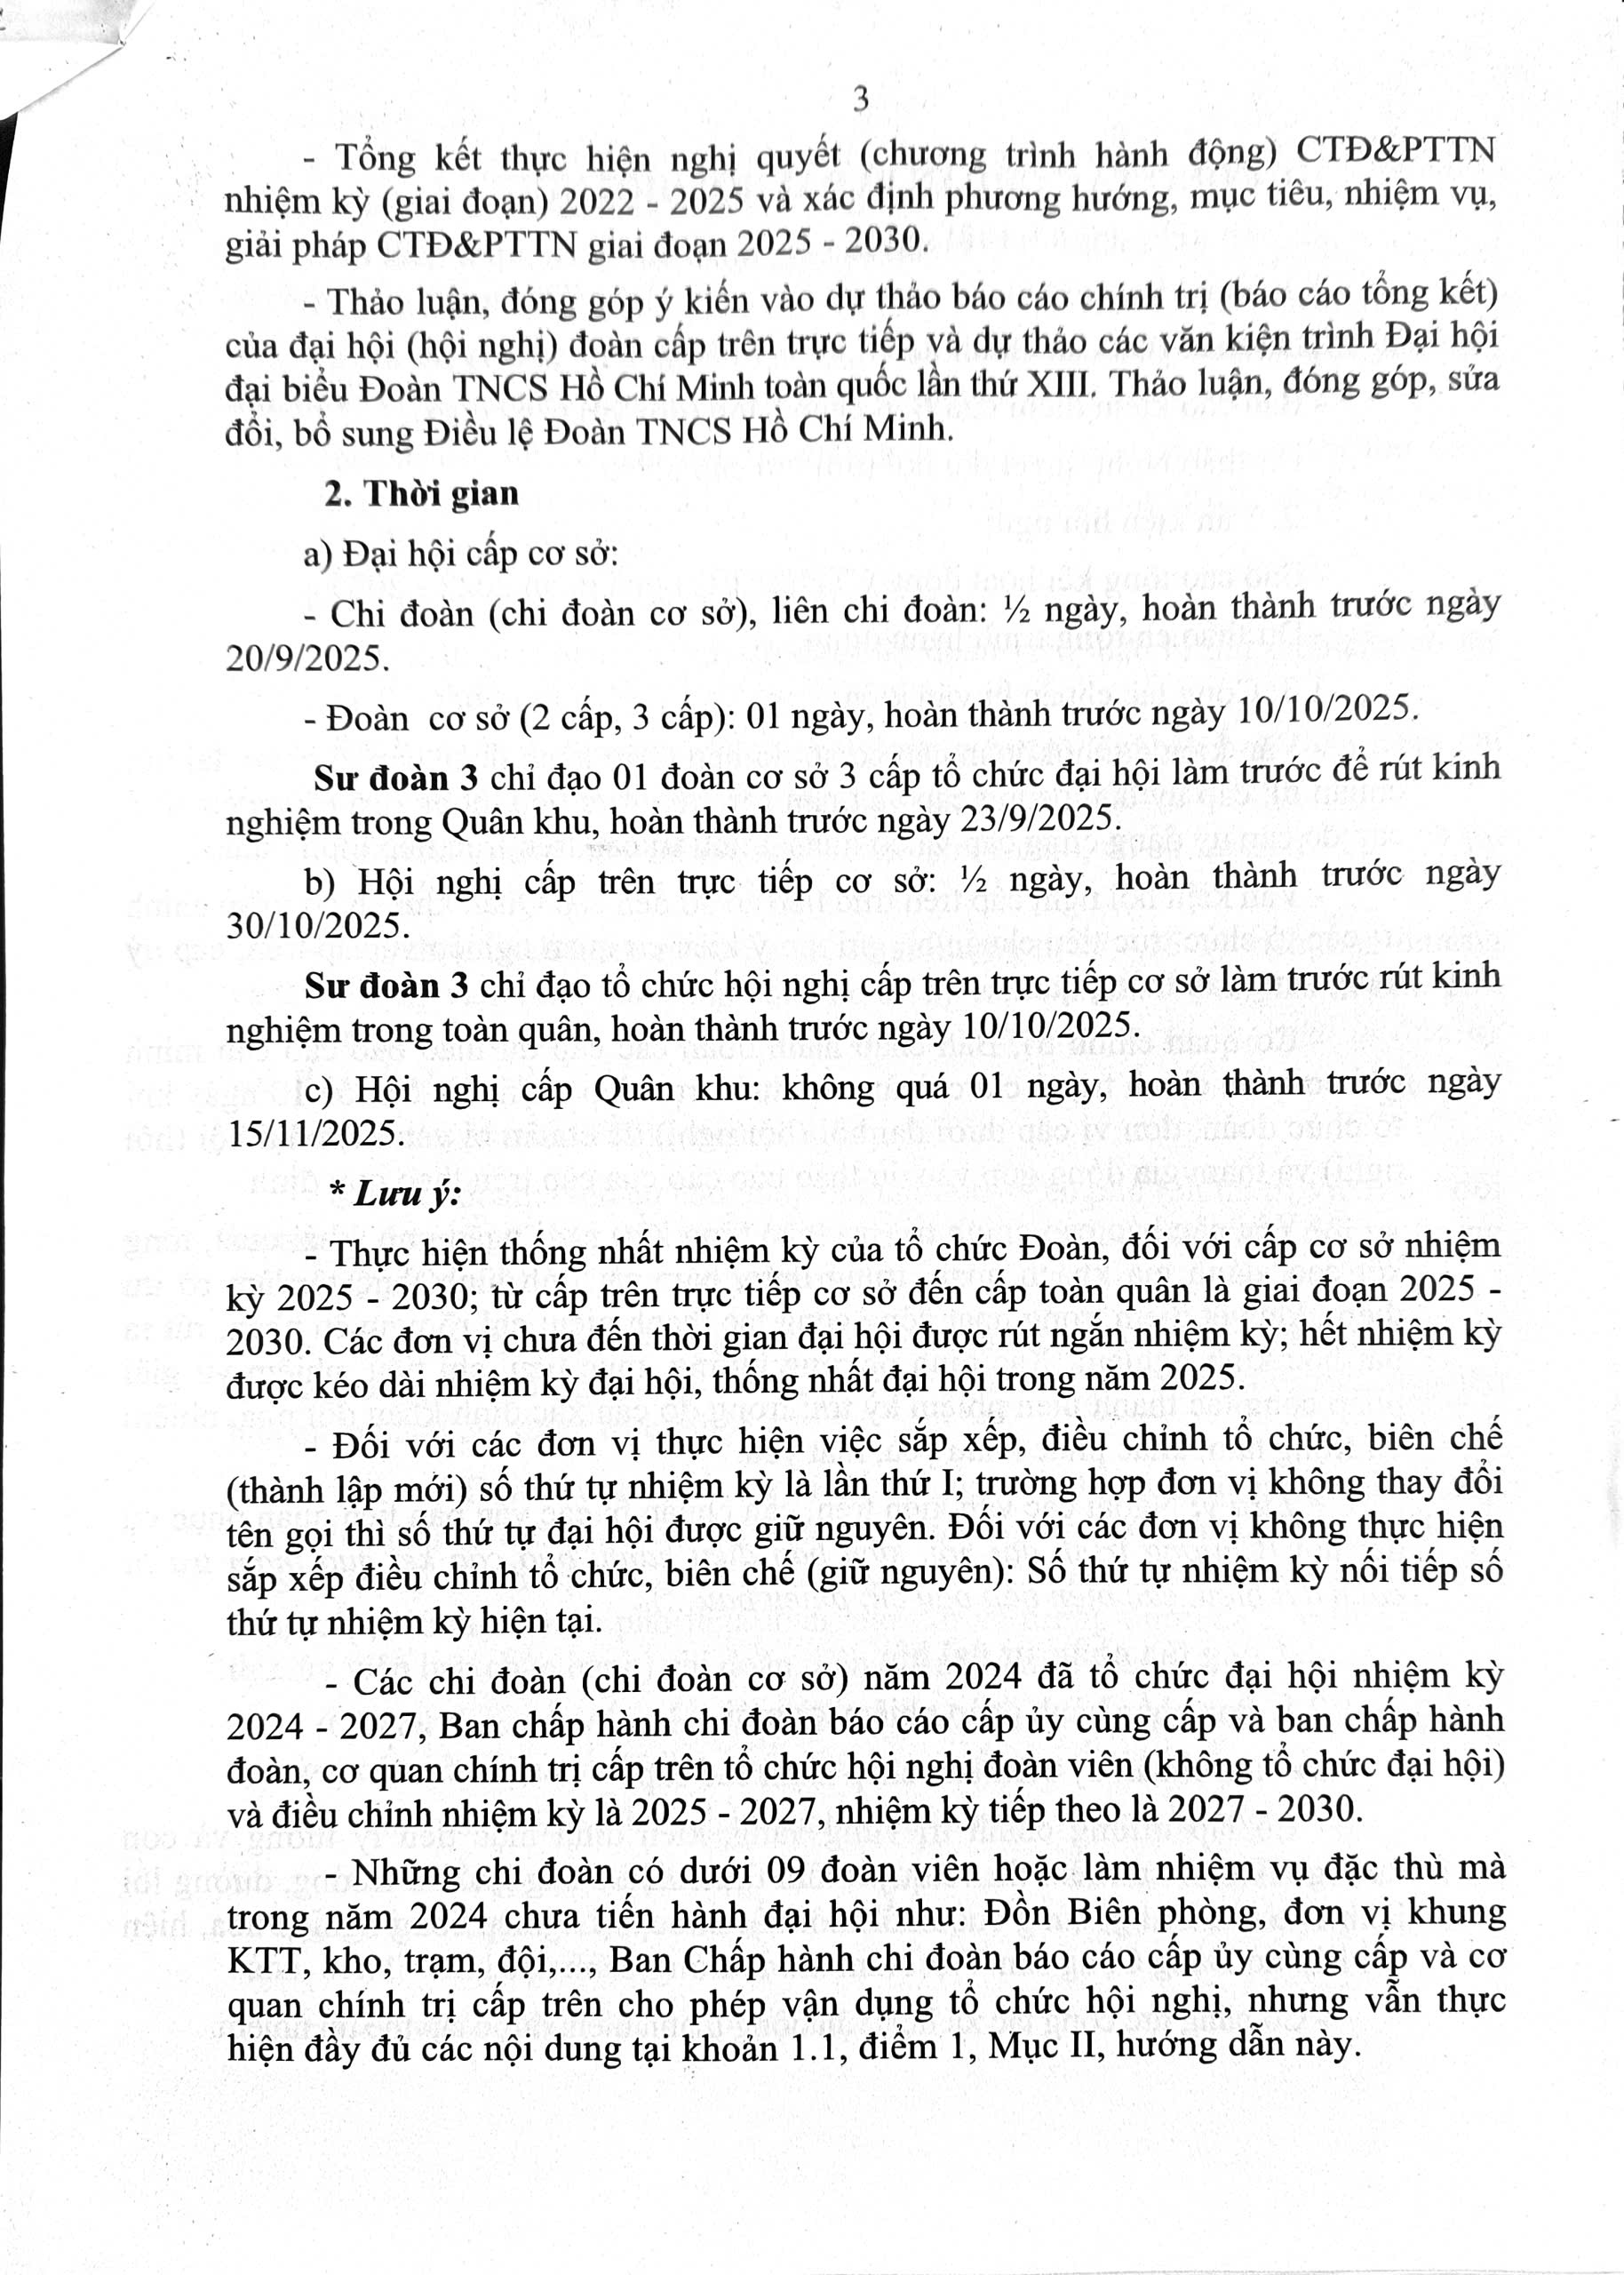 3
- Tổng kết thực hiện nghị quyết (chương trình hành động) CTĐ&PTTN
nhiệm kỳ (giai đoạn) 2022 - 2025 và xác định phương hướng, mục tiêu, nhiệm vụ,
giải pháp CTĐ&PTTN giai đoạn 2025 - 2030.
- Thảo luận, đóng góp ý kiến vào dự thảo báo cáo chính trị (báo cáo tổng kết)
của đại hội (hội nghị) đoàn cấp trên trực tiếp và dự thảo các văn kiện trình Đại hội
đại biểu Đoàn TNCS Hồ Chí Minh toàn quốc lần thứ XIII. Thảo luận, đóng góp, sửa
đổi, bổ sung Điều lệ Đoàn TNCS Hồ Chí Minh.
2. Thời gian
a) Đại hội cấp cơ sở:
- Chi đoàn (chi đoàn cơ sở), liên chi đoàn: ½ ngày, hoàn thành trước ngày
20/9/2025.
- Đoàn cơ sở (2 cấp, 3 cấp): 01 ngày, hoàn thành trước ngày 10/10/2025.
Sư đoàn 3 chỉ đạo 01 đoàn cơ sở 3 cấp tổ chức đại hội làm trước để rút kinh
nghiệm trong Quân khu, hoàn thành trước ngày 23/9/2025.
b) Hội nghị cấp trên trực tiếp cơ sở: ½ ngày, hoàn thành trước ngày
30/10/2025.
Sư đoàn 3 chỉ đạo tổ chức hội nghị cấp trên trực tiếp cơ sở làm trước rút kinh
nghiệm trong toàn quân, hoàn thành trước ngày 10/10/2025.
c) Hội nghị cấp Quân khu: không quá 01 ngày, hoàn thành trước ngày
15/11/2025.
* Lưu ý:
- Thực hiện thống nhất nhiệm kỳ của tổ chức Đoàn, đối với cấp cơ sở nhiệm
kỳ 2025 - 2030; từ cấp trên trực tiếp cơ sở đến cấp toàn quân là giai đoạn 2025 -
2030. Các đơn vị chưa đến thời gian đại hội được rút ngắn nhiệm kỳ; hết nhiệm kỳ
được kéo dài nhiệm kỳ đại hội, thống nhất đại hội trong năm 2025.
- Đối với các đơn vị thực hiện việc sắp xếp, điều chỉnh tổ chức, biên chế
(thành lập mới) số thứ tự nhiệm kỳ là lần thứ I; trường hợp đơn vị không thay đổi
tên gọi thì số thứ tự đại hội được giữ nguyên. Đối với các đơn vị không thực hiện
sắp xếp điều chỉnh tổ chức, biên chế (giữ nguyên): Số thứ tự nhiệm kỳ nối tiếp số
thứ tự nhiệm kỳ hiện tại.
- Các chi đoàn (chi đoàn cơ sở) năm 2024 đã tổ chức đại hội nhiệm kỳ
2024 - 2027, Ban chấp hành chi đoàn báo cáo cấp ủy cùng cấp và ban chấp hành
đoàn, cơ quan chính trị cấp trên tổ chức hội nghị đoàn viên (không tổ chức đại hội)
và điều chỉnh nhiệm kỳ là 2025 - 2027, nhiệm kỳ tiếp theo là 2027 - 2030.
- Những chi đoàn có dưới 09 đoàn viên hoặc làm nhiệm vụ đặc thù mà
trong năm 2024 chưa tiến hành đại hội như: Đồn Biên phòng, đơn vị khung
KTT, kho, trạm, đội,..., Ban Chấp hành chi đoàn báo cáo cấp ủy cùng cấp và cơ
quan chính trị cấp trên cho phép vận dụng tổ chức hội nghị, nhưng vẫn thực
hiện đầy đủ các nội dung tại khoản 1.1, điểm 1, Mục II, hướng dẫn này.